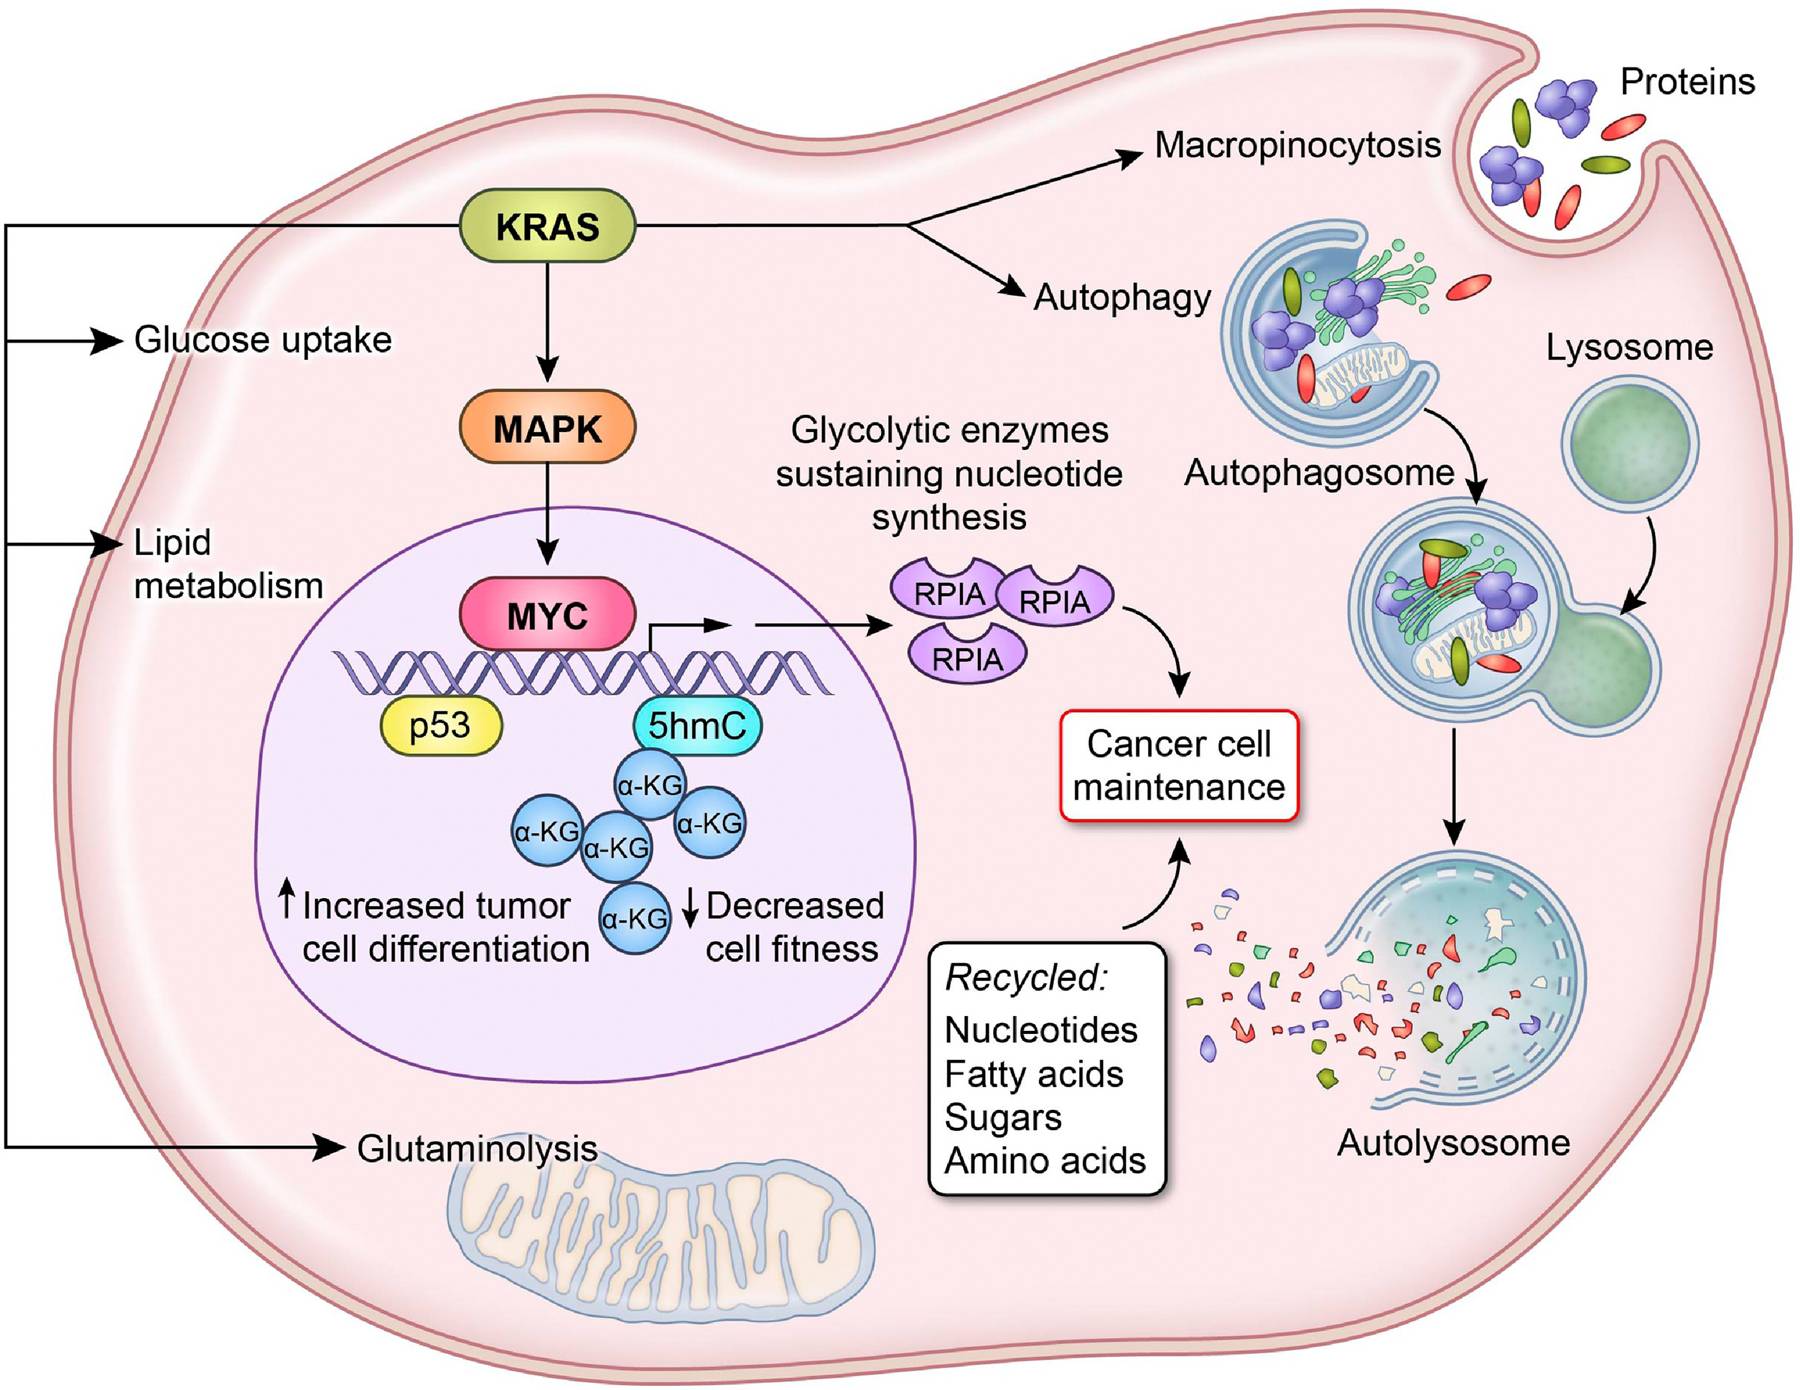 Proteins
Macropinocytosis
KRAS
Autophagy
Glucose uptake
Lysosome
MAPK
Glycolytic enzymes
sustaining nucleotide
synthesis
Autophagosome
Lipid
metabolism
MYC
RPIA
RPIA
RPIA
p53
5hmC
Cancer cell
maintenance
α-KG
α-KG
α-KG
α-KG
α-KG
Increased tumor
cell differentiation
Decreased
cell fitness
Recycled:
Nucleotides
Fatty acids
Sugars
Amino acids
Autolysosome
Glutaminolysis